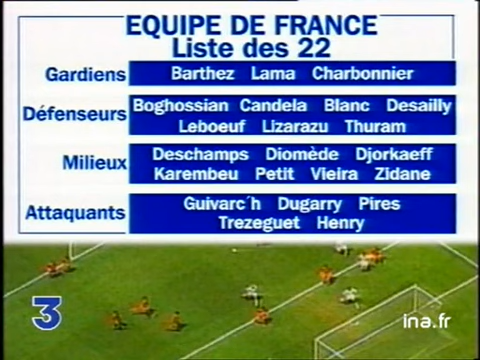 EQUIPE DE FRANCE
Liste des 22
Gardiens
Barthez Lama Charbonnier
Défenseurs
Boghossian Candela Blanc Desailly
Leboeuf Lizarazu Thuram
Milieux
Deschamps Diomède Djorkaeff
Karembeu Petit Vieira Zidane
Attaquants
Guivarc´h Dugarry Pires
Trezeguet Henry
3
ina.fr